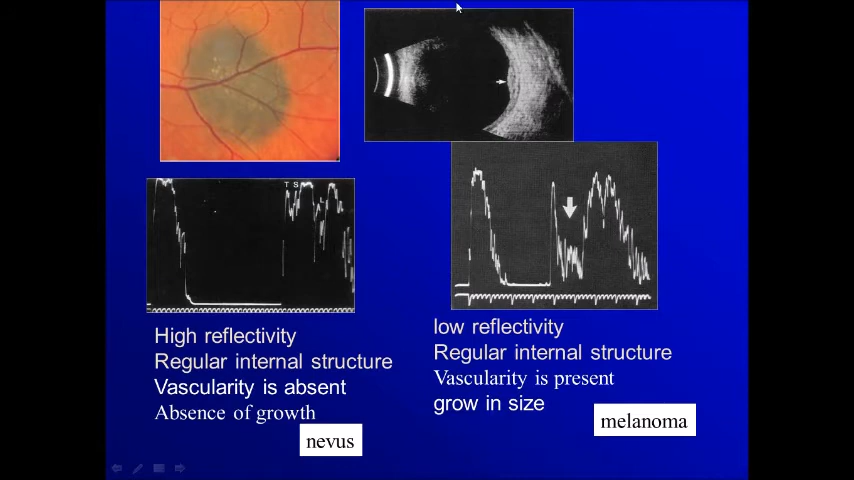 T S
High reflectivity
Regular internal structure
Vascularity is absent
Absence of growth
nevus
low reflectivity
Regular internal structure
Vascularity is present
grow in size
melanoma